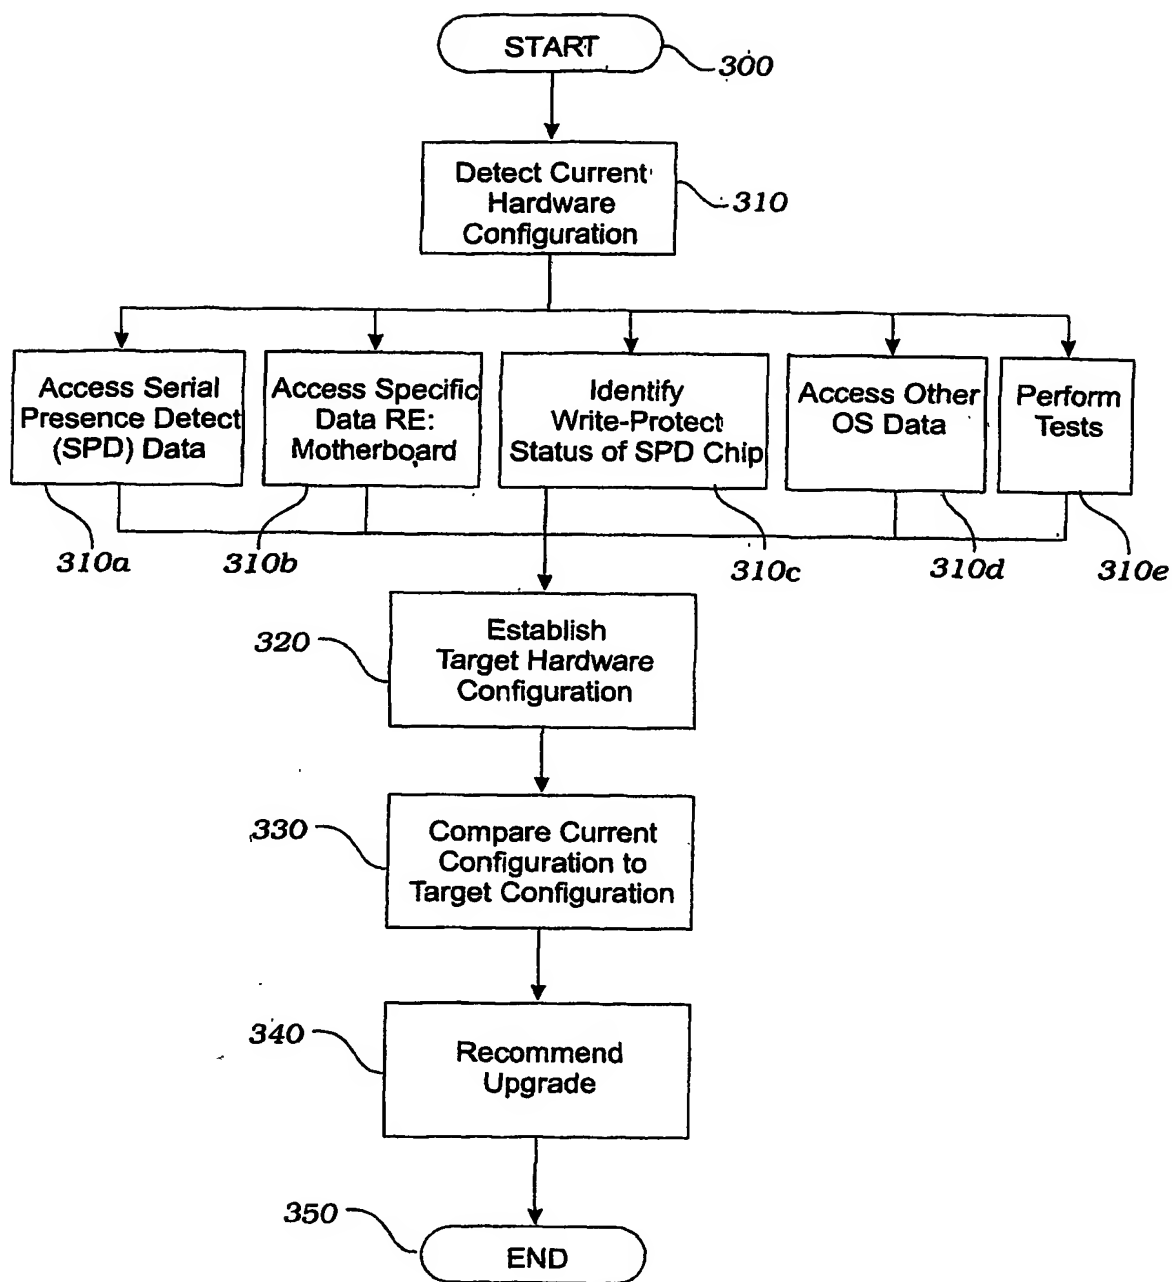 START
300
Detect Current
Hardware
Configuration
310
Access Serial
Presence Detect
(SPD) Data
Access Specific
Data RE:
Motherboard
Identify
Write-Protect
Status of SPD Chip
Access Other
OS Data
Perform
Tests
310a
310b
310c
310d
310e
320
Establish
Target Hardware
Configuration
330
Compare Current
Configuration to
Target Configuration
340
Recommend
Upgrade
350
END